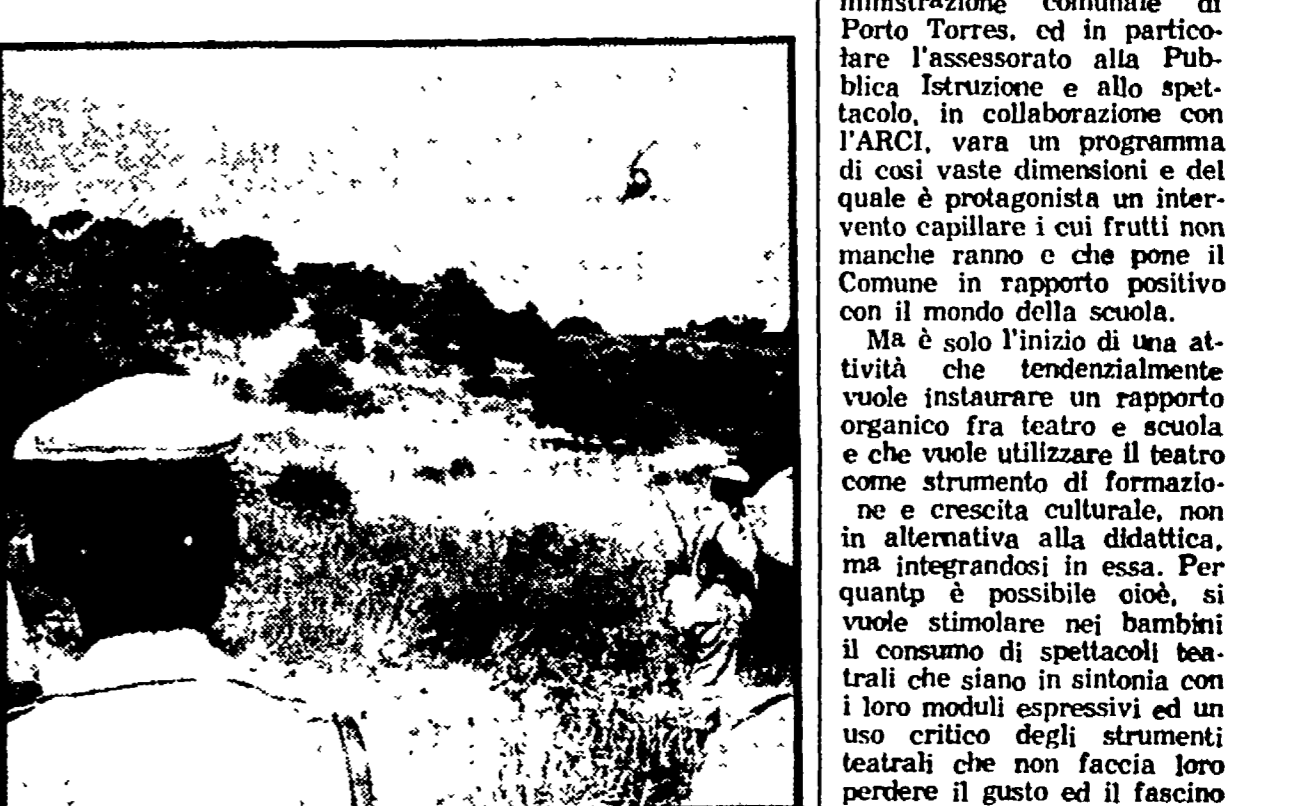 ministrazione comunale di
Porto Torres, ed in partico-
lare l'assessorato alla Pub-
blica Istruzione e allo spet-
tacolo, in collaborazione con
l'ARCI, vara un programma
di così vaste dimensioni e del
quale è protagonista un inter-
vento capillare i cui frutti non
manche ranno e che pone il
Comune in rapporto positivo
con il mondo della scuola.
Ma è solo l'inizio di una at-
tività che tendenzialmente
vuole instaurare un rapporto
organico fra teatro e scuola
e che vuole utilizzare il teatro
come strumento di formazio-
ne e crescita culturale, non
in alternativa alla didattica,
ma integrandosi in essa. Per
quantp è possibile oioè, si
vuole stimolare nei bambini
il consumo di spettacoli tea-
trali che siano in sintonia con
i loro moduli espressivi ed un
uso critico degli strumenti
teatrali che non faccia loro
perdere il gusto ed il fascino